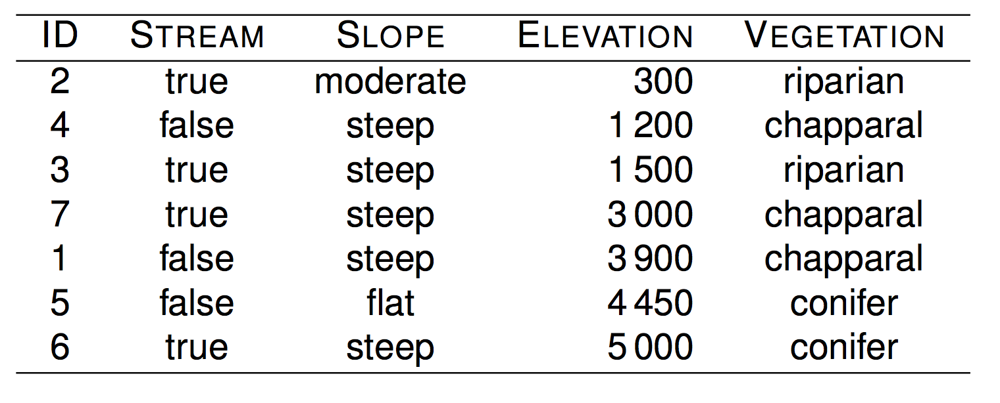 ID STREAM SLOPE ELEVATION VEGETATION
2 true moderate 300 riparian
4 false steep 1 200 chapparal
3 true steep 1 500 riparian
7 true steep 3 000 chapparal
1 false steep 3 900 chapparal
5 false flat 4 450 conifer
6 true steep 5 000 conifer